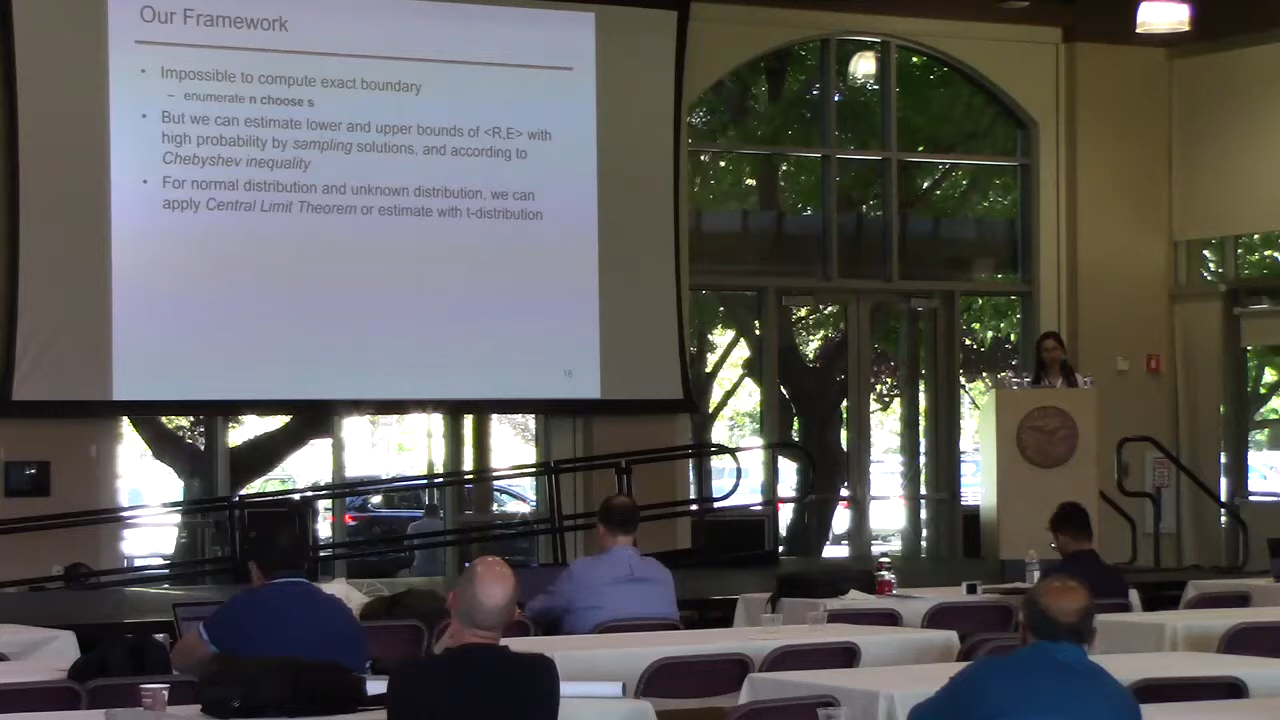 Our Framework
• Impossible to compute exact boundary
– enumerate n choose s
• But we can estimate lower and upper bounds of <R,E> with
high probability by sampling solutions, and according to
Chebyshev inequality
• For normal distribution and unknown distribution, we can
apply Central Limit Theorem or estimate with t-distribution